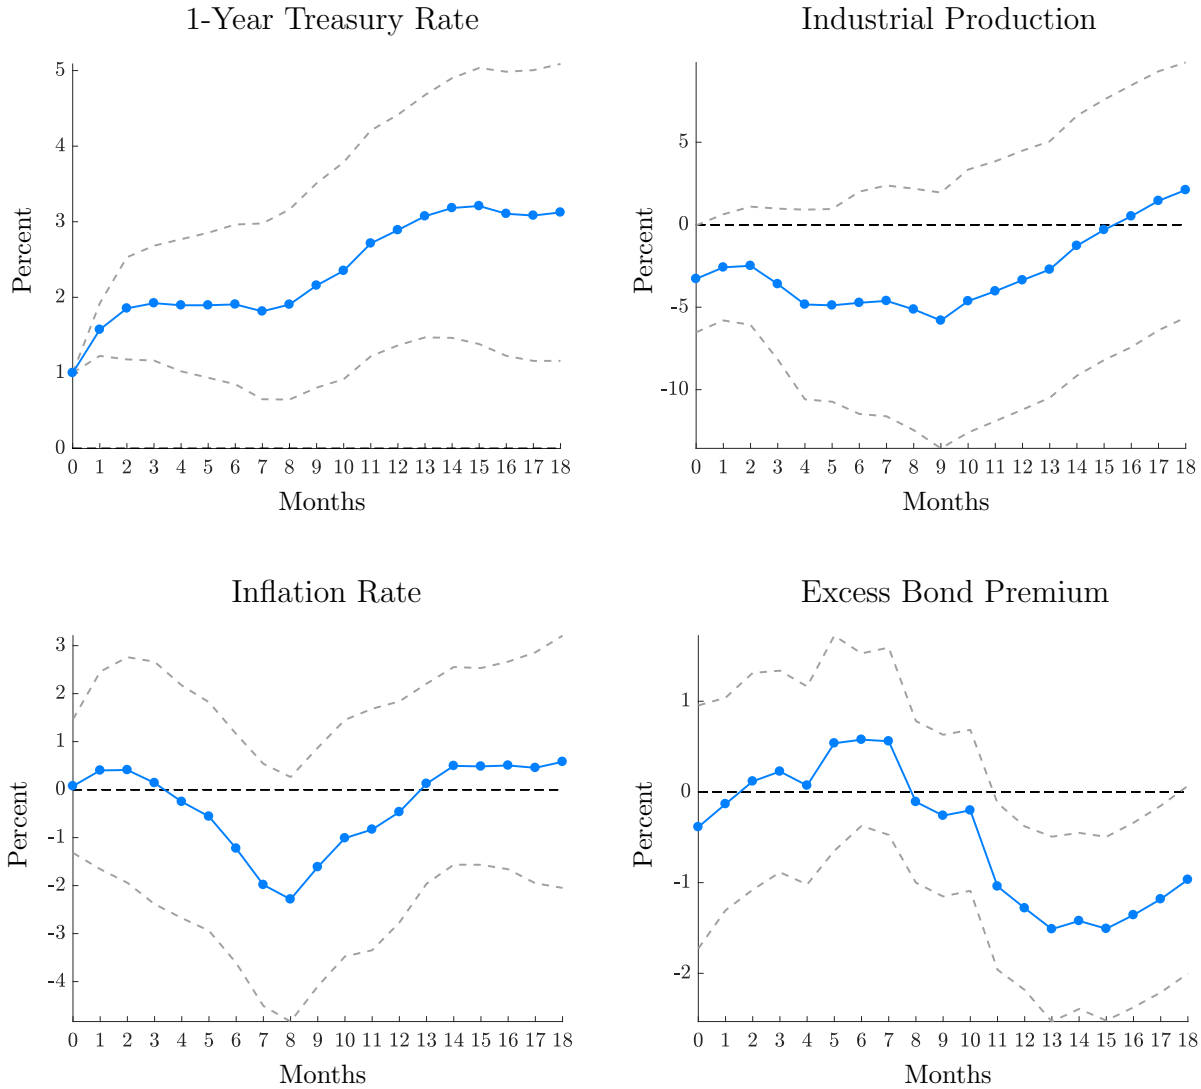 1-Year Treasury Rate
Percent
5
4
3
2
1
0
0 1 2 3 4 5 6 7 8 9 10 11 12 13 14 15 16 17 18
Months
Industrial Production
Percent
5
0
-5
-10
0 1 2 3 4 5 6 7 8 9 10 11 12 13 14 15 16 17 18
Months
Inflation Rate
Percent
3
2
1
0
-1
-2
-3
-4
0 1 2 3 4 5 6 7 8 9 10 11 12 13 14 15 16 17 18
Months
Excess Bond Premium
Percent
1
0
-1
-2
0 1 2 3 4 5 6 7 8 9 10 11 12 13 14 15 16 17 18
Months